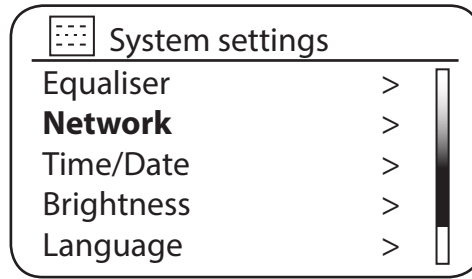 System settings
Equaliser >
Network >
Time/Date >
Brightness >
Language >